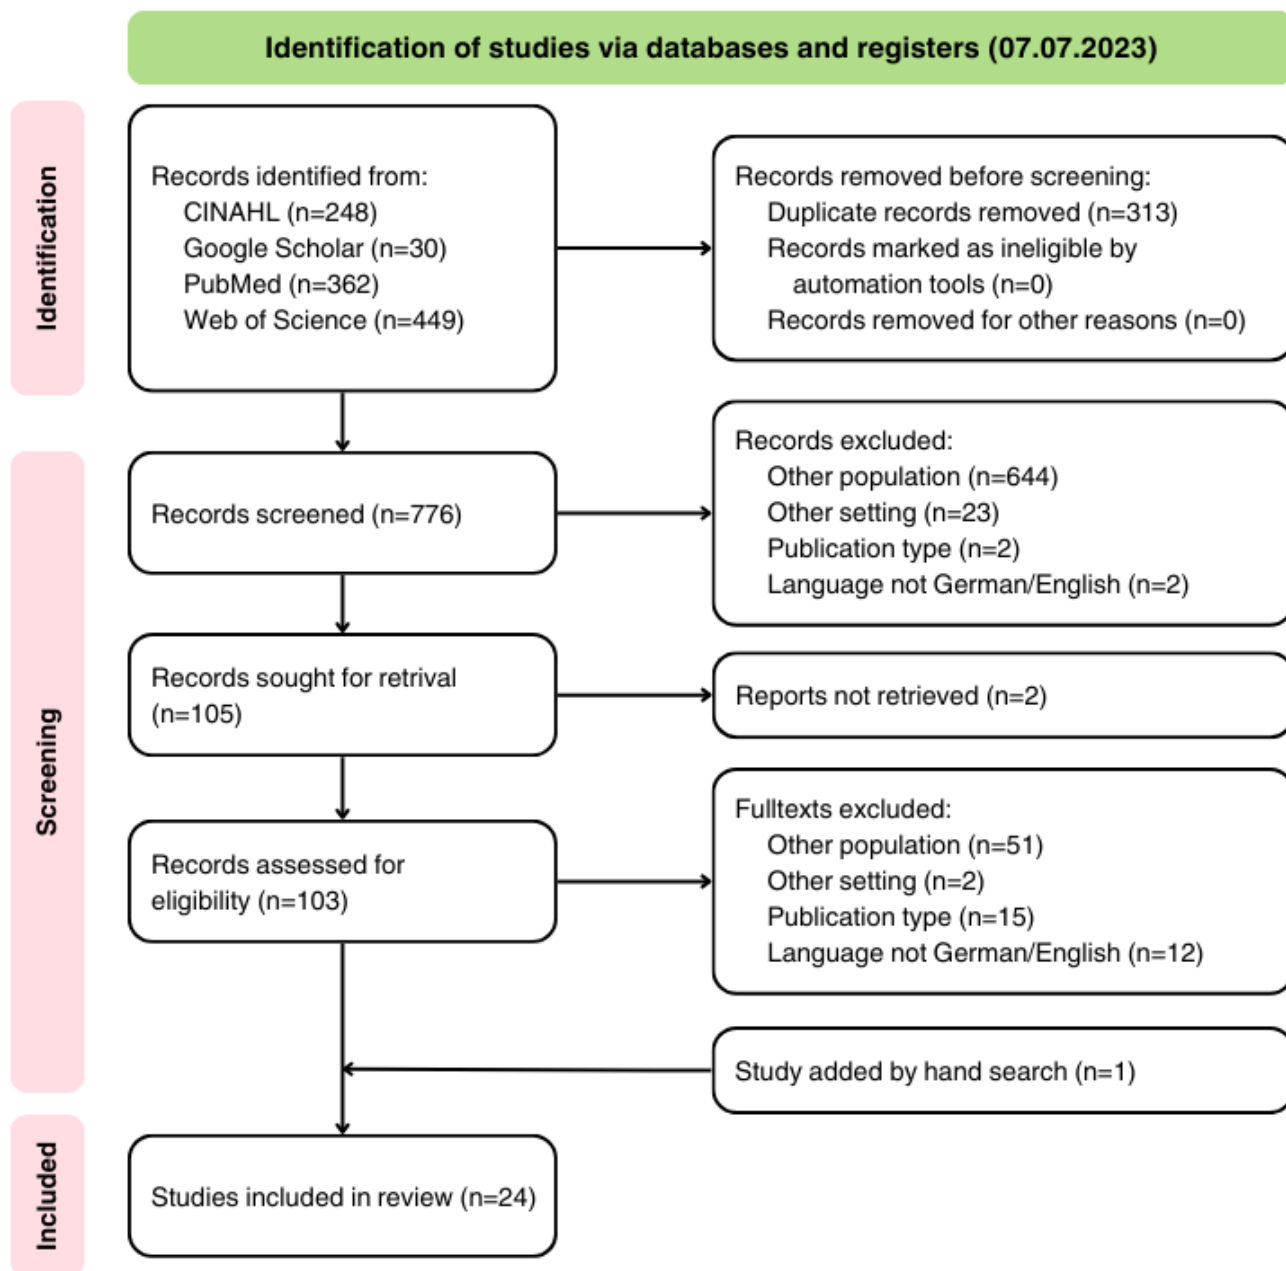 Identification of studies via databases and registers (07.07.2023)
Identification
Records identified from:
CINAHL (n=248)
Google Scholar (n=30)
PubMed (n=362)
Web of Science (n=449)
Records removed before screening:
Duplicate records removed (n=313)
Records marked as ineligible by
automation tools (n=0)
Records removed for other reasons (n=0)
Screening
Records screened (n=776)
Records excluded:
Other population (n=644)
Other setting (n=23)
Publication type (n=2)
Language not German/English (n=2)
Records sought for retrival
(n=105)
Reports not retrieved (n=2)
Records assessed for
eligibility (n=103)
Fulltexts excluded:
Other population (n=51)
Other setting (n=2)
Publication type (n=15)
Language not German/English (n=12)
Study added by hand search (n=1)
Included
Studies included in review (n=24)